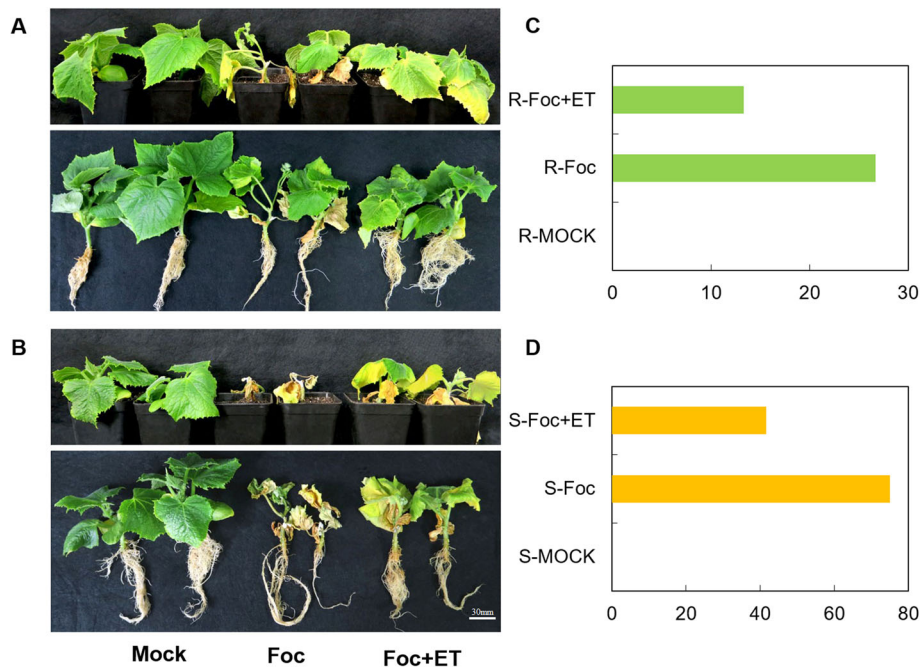 A
C
R-Foc+ET
R-Foc
R-MOCK
0 10 20 30
B
D
S-Foc+ET
S-Foc
S-MOCK
0 20 40 60 80
30mm
Mock Foc Foc+ET